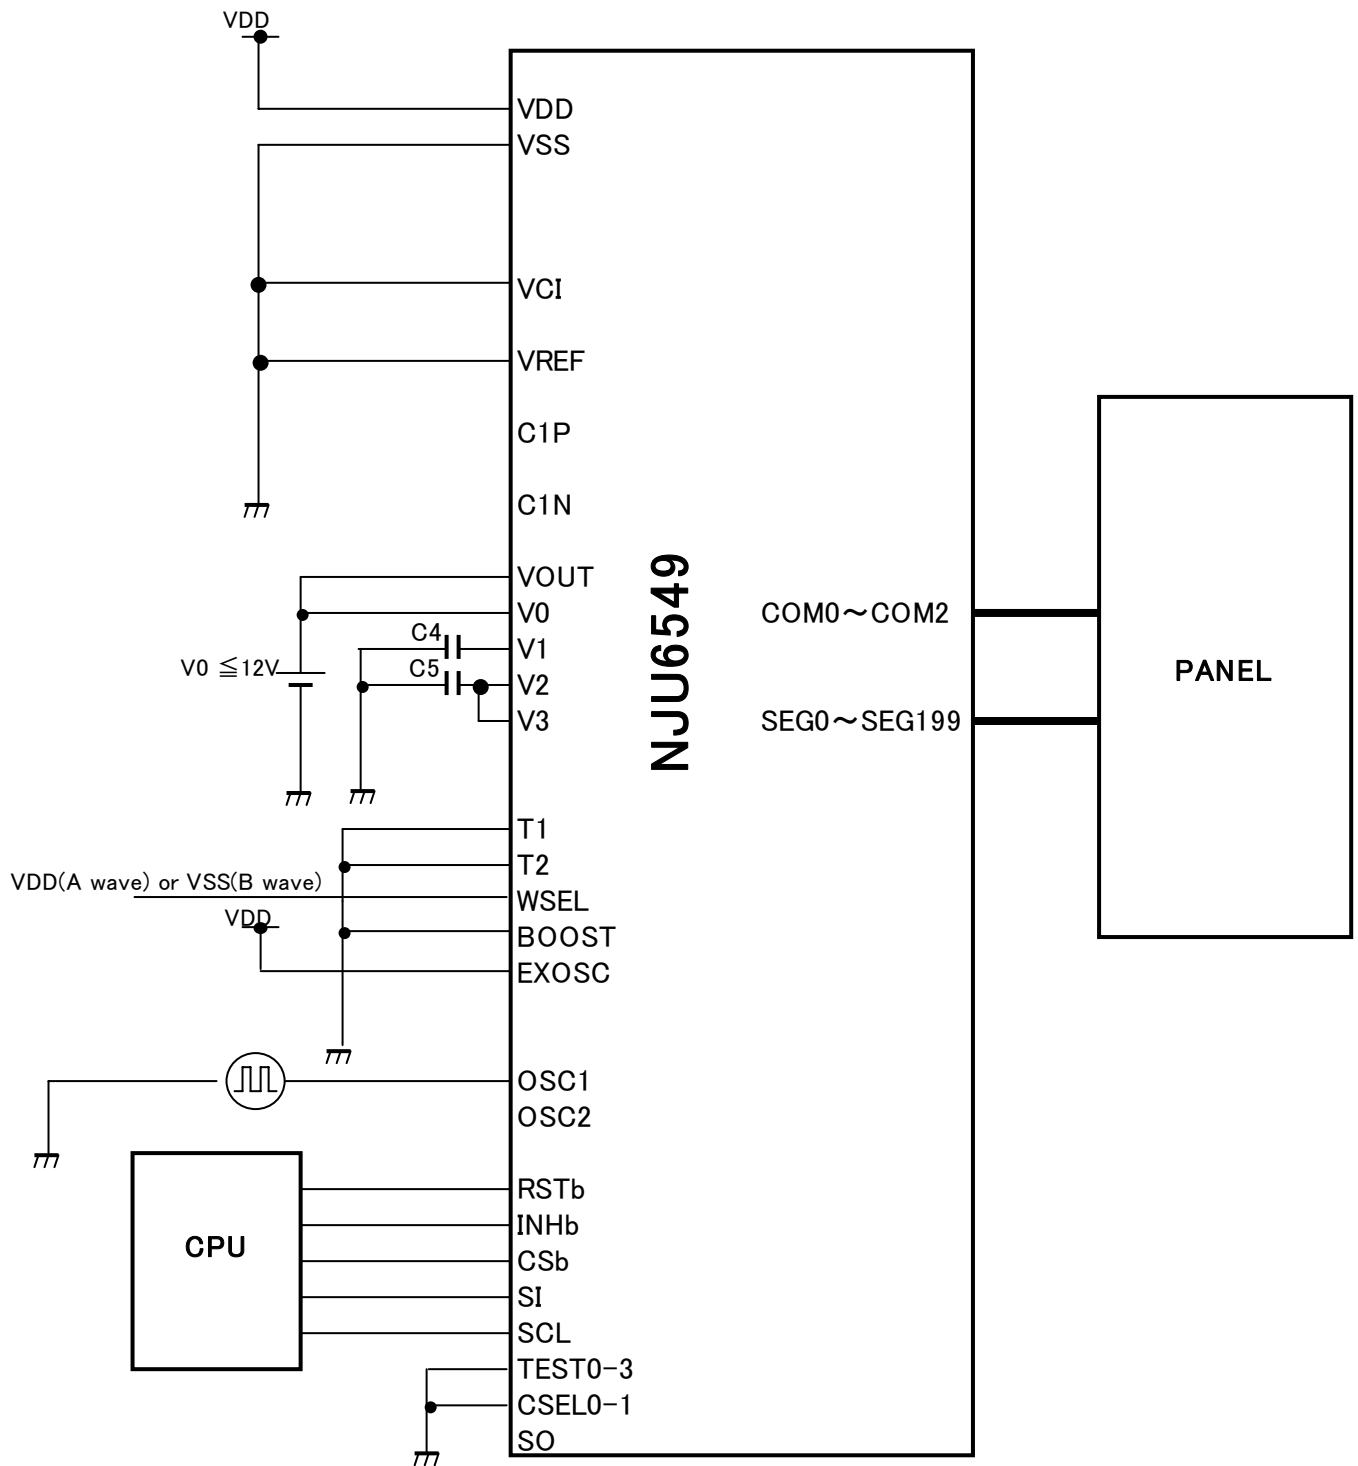 VDD
VDD
VSS
VCI
VREF
C1P
C1N
VOUT
V0
C4
V1
V0 ≦12V
C5
V2
V3
NJU6549
COM0～COM2
SEG0～SEG199
PANEL
T1
T2
VDD(A wave) or VSS(B wave)
WSEL
VDD
BOOST
EXOSC
OSC1
OSC2
CPU
RSTb
INHb
CSb
SI
SCL
TEST0-3
CSEL0-1
SO